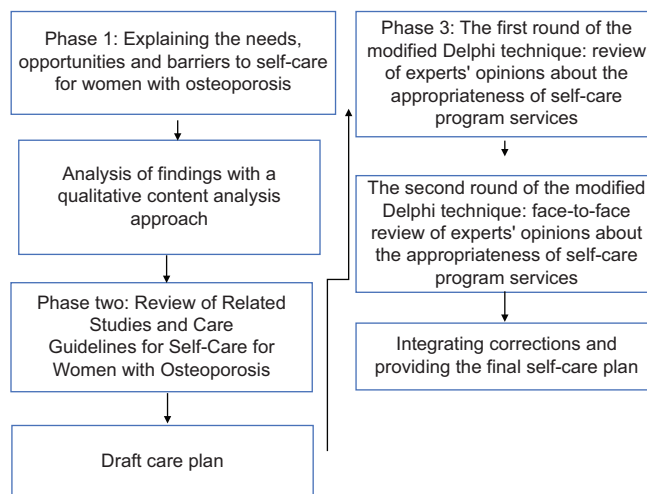 Phase 1: Explaining the needs,
opportunities and barriers to self-care
for women with osteoporosis
Analysis of findings with a
qualitative content analysis
approach
Phase two: Review of Related
Studies and Care
Guidelines for Self-Care for
Women with Osteoporosis
Draft care plan
Phase 3: The first round of the
modified Delphi technique: review
of experts' opinions about the
appropriateness of self-care
program services
The second round of the modified
Delphi technique: face-to-face
review of experts' opinions about
the appropriateness of self-care
program services
Integrating corrections and
providing the final self-care plan